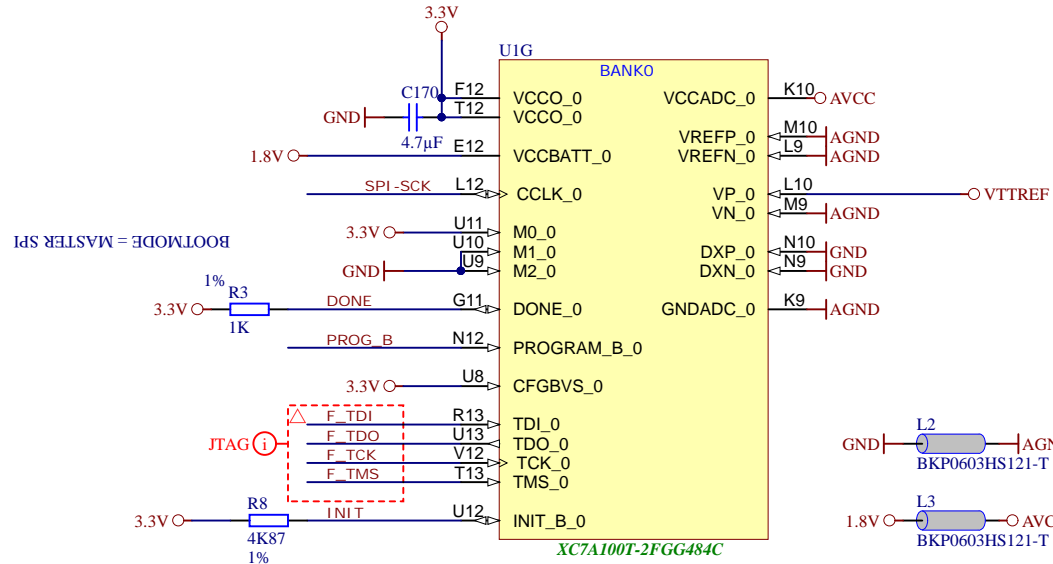 3.3V
U1G
BANK0
F12
VCCO_0
VCCADC_0
K10
AVCC
C170
T12
VCCO_0
GND
4.7µF
VREFP_0
M10
AGND
1.8V
E12
VCCBATT_0
VREFN_0
L9
AGND
SPI-SCK
L12
CCLK_0
VP_0
L10
VTTREF
VN_0
M9
AGND
BOOTMODE = MASTER SPI
3.3V
U11
M0_0
U10
M1_0
DXP_0
N10
GND
GND
U9
M2_0
DXN_0
N9
GND
1%
R3
3.3V
1K
DONE
G11
DONE_0
GNDADC_0
K9
AGND
PROG_B
N12
PROGRAM_B_0
3.3V
U8
CFGBVS_0
JTAG
i
F_TDI
R13
TDI_0
F_TDO
U13
TDO_0
F_TCK
V12
TCK_0
F_TMS
T13
TMS_0
L2
GND
AGN
BKP0603HS121-T
R8
3.3V
4K87
1%
INIT
U12
INIT_B_0
L3
1.8V
AVC
BKP0603HS121-T
XC7A100T-2FGG484C